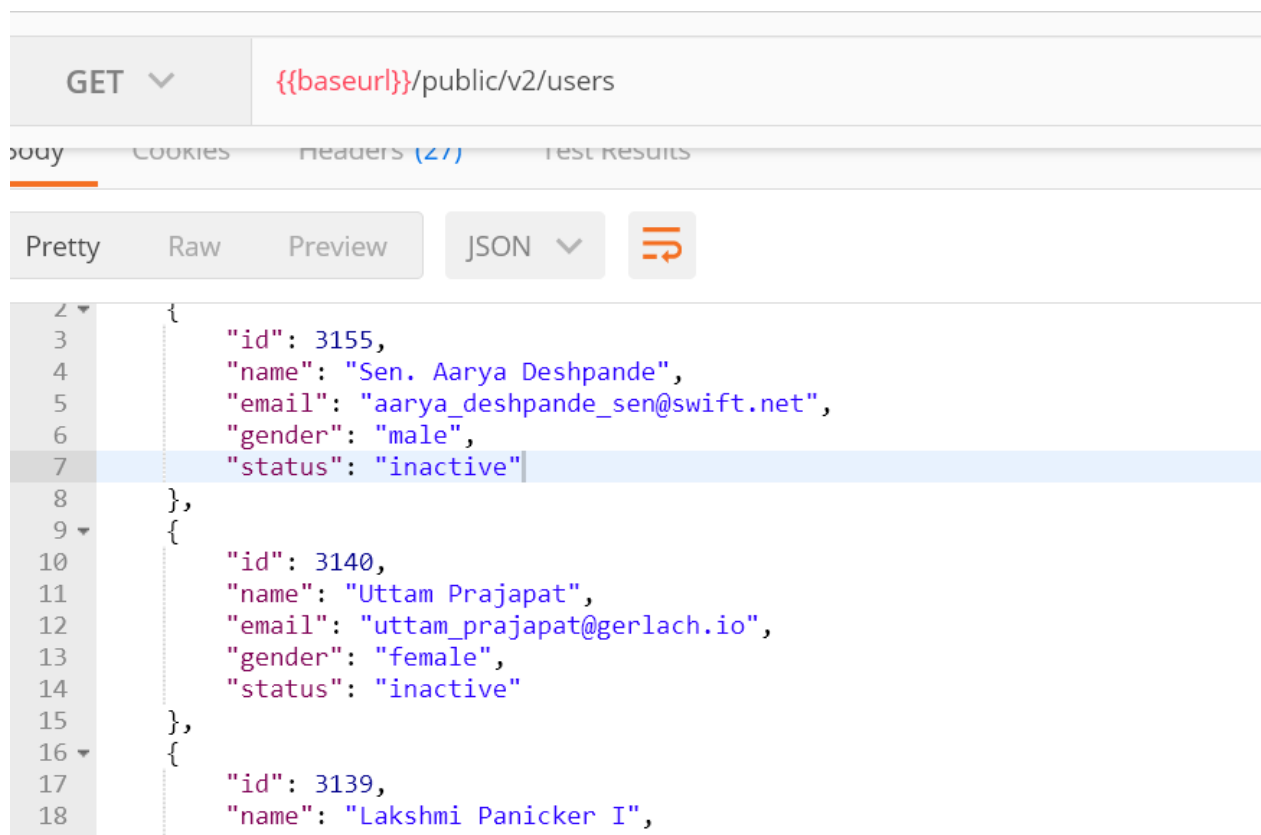 GET {{baseurl}}/public/v2/users
Body Cookies Headers (27) Test Results
Pretty Raw Preview JSON
2 {
3 "id": 3155,
4 "name": "Sen. Aarya Deshpande",
5 "email": "aarya_deshpande_sen@swift.net",
6 "gender": "male",
7 "status": "inactive"
8 },
9 {
10 "id": 3140,
11 "name": "Uttam Prajapat",
12 "email": "uttam_prajapat@gerlach.io",
13 "gender": "female",
14 "status": "inactive"
15 },
16 {
17 "id": 3139,
18 "name": "Lakshmi Panicker I",